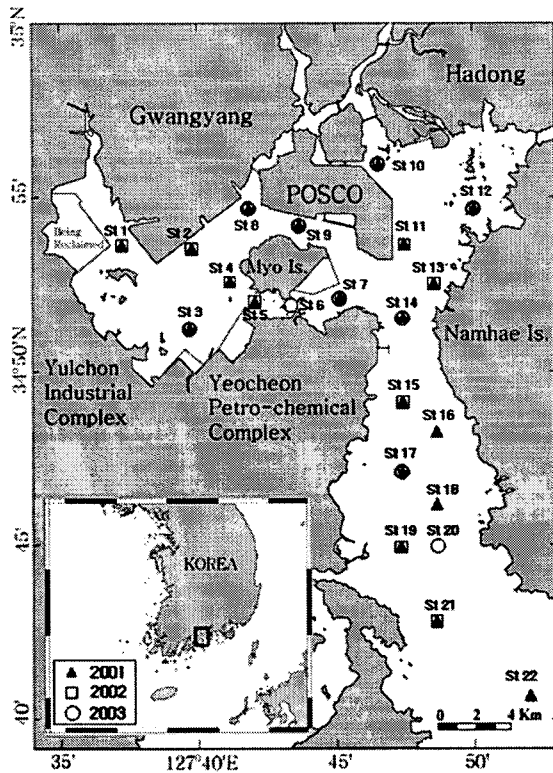 35°N
Hadong
Gwangyang
St 10
POSCO
55'
St 12
St 8
St 9
Being
Reclaimed
St 1
St 2
St 11
Myo Is.
St 4
St 13
St 5
St 6
St 7
St 3
St 14
Namhae Is.
34°50'
Yulchon
Industrial
Complex
Yeocheon
Petro-chemical
Complex
St 15
St 16
St 17
St 18
KOREA
45'
St 19
St 20
St 21
2001
2002
2003
St 22
40'
0 2 4 Km
35' 127°40'E 45' 50'